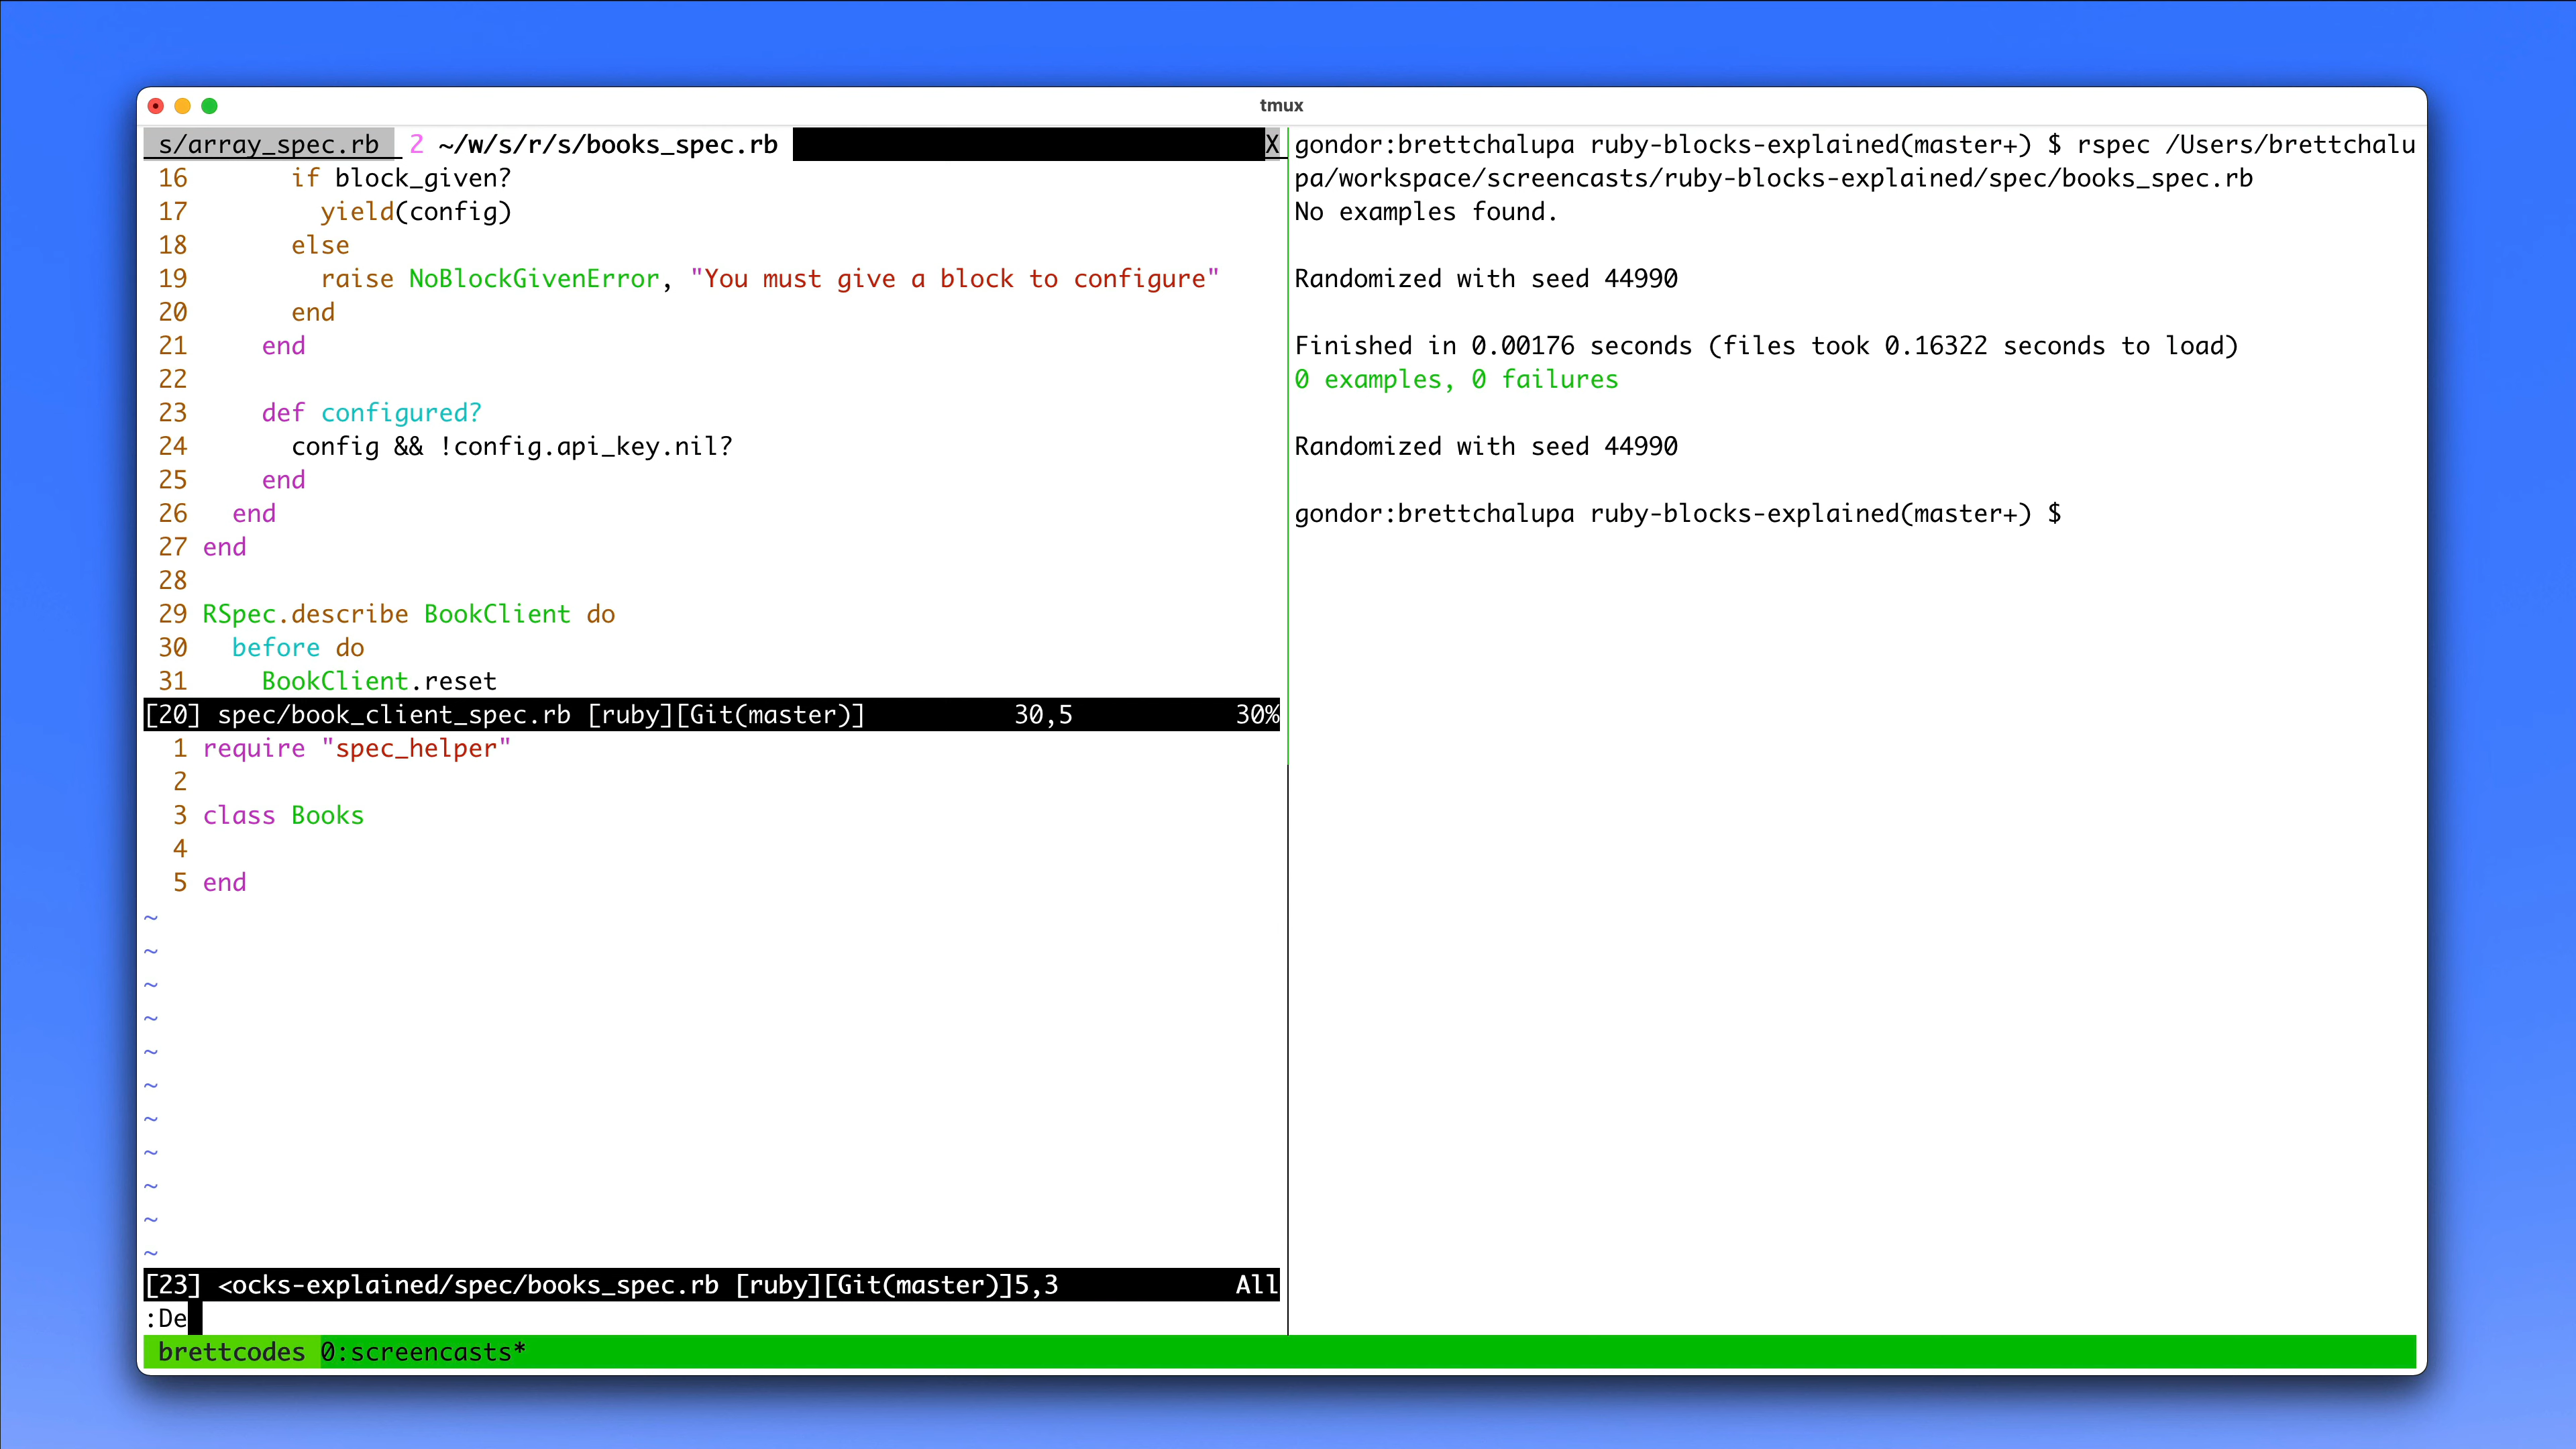 tmux
s/array_spec.rb 2 ~/w/s/r/s/books_spec.rb X
16 if block_given?
17 yield(config)
18 else
19 raise NoBlockGivenError, "You must give a block to configure"
20 end
21 end
22
23 def configured?
24 config && !config.api_key.nil?
25 end
26 end
27 end
28
29 RSpec.describe BookClient do
30 before do
31 BookClient.reset
[20] spec/book_client_spec.rb [ruby][Git(master)] 30,5 30%
1 require "spec_helper"
2
3 class Books
4
5 end
~
~
~
~
~
~
~
~
~
~
~
[23] <ocks-explained/spec/books_spec.rb [ruby][Git(master)]5,3 All
:De
gondor:brettchalupa ruby-blocks-explained(master+) $ rspec /Users/brettchalu
pa/workspace/screencasts/ruby-blocks-explained/spec/books_spec.rb
No examples found.
Randomized with seed 44990
Finished in 0.00176 seconds (files took 0.16322 seconds to load)
0 examples, 0 failures
Randomized with seed 44990
gondor:brettchalupa ruby-blocks-explained(master+) $
brettcodes 0:screencasts*